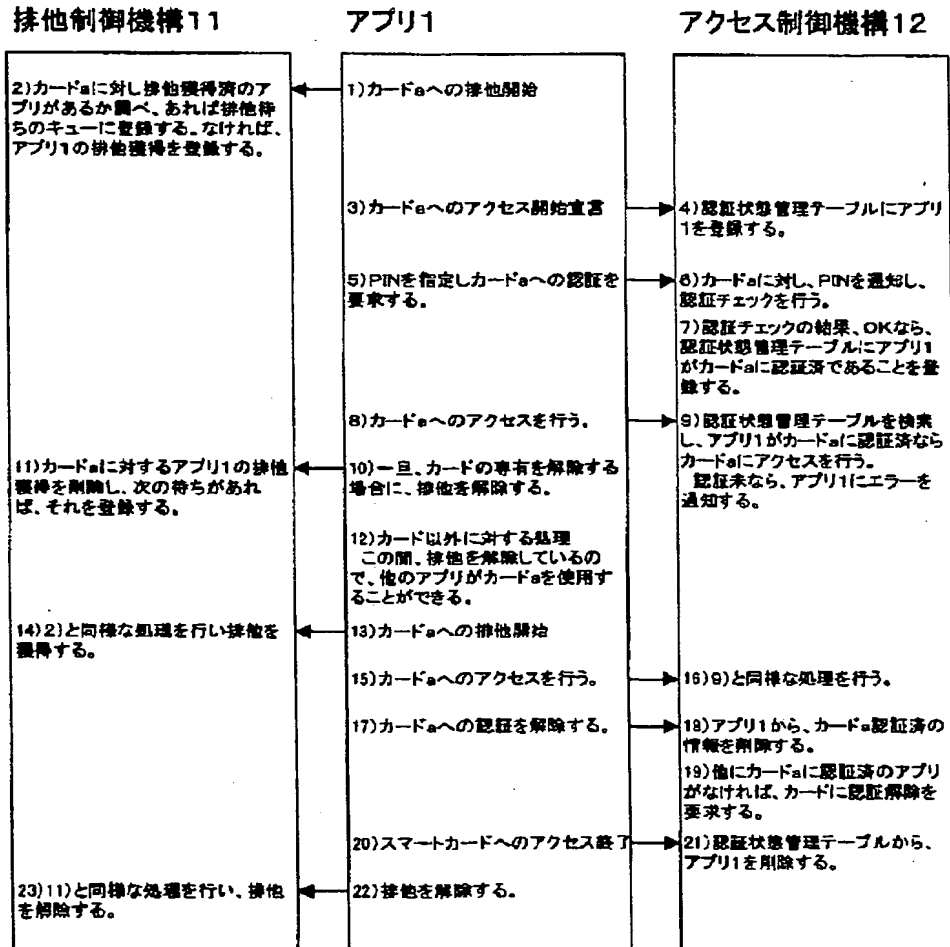 排他制御機構11
アプリ1
アクセス制御機構12
1)カードaへの排他開始
2)カードaに対し排他獲得済のア
プリがあるか調べ、あれば排他待
ちのキューに登録する。なければ、
アプリ1の排他獲得を登録する。
3)カードaへのアクセス開始宣言
4)認証状態管理テーブルにアプリ
1を登録する。
5)PINを指定しカードaへの認証を
要求する。
6)カードaに対し、PINを通知し、
認証チェックを行う。
7)認証チェックの結果、OKなら、
認証状態管理テーブルにアプリ1
がカードaに認証済であることを登
録する。
8)カードaへのアクセスを行う。
9)認証状態管理テーブルを検索
し、アプリ1がカードaに認証済なら
カードaにアクセスを行う。
認証未なら、アプリ1にエラーを
通知する。
10)一旦、カードの専有を解除する
場合に、排他を解除する。
11)カードaに対するアプリ1の排他
獲得を削除し、次の待ちがあれ
ば、それを登録する。
12)カード以外に対する処理
この間、排他を解除しているの
で、他のアプリがカードaを使用す
ることができる。
13)カードaへの排他開始
14)2)と同様な処理を行い排他を
獲得する。
15)カードaへのアクセスを行う。
16)9)と同様な処理を行う。
17)カードaへの認証を解除する。
18)アプリ1から、カードa認証済の
情報を削除する。
19)他にカードaに認証済のアプリ
がなければ、カードに認証解除を
要求する。
20)スマートカードへのアクセス終了
21)認証状態管理テーブルから、
アプリ1を削除する。
22)排他を解除する。
23)11)と同様な処理を行い、排他
を解除する。